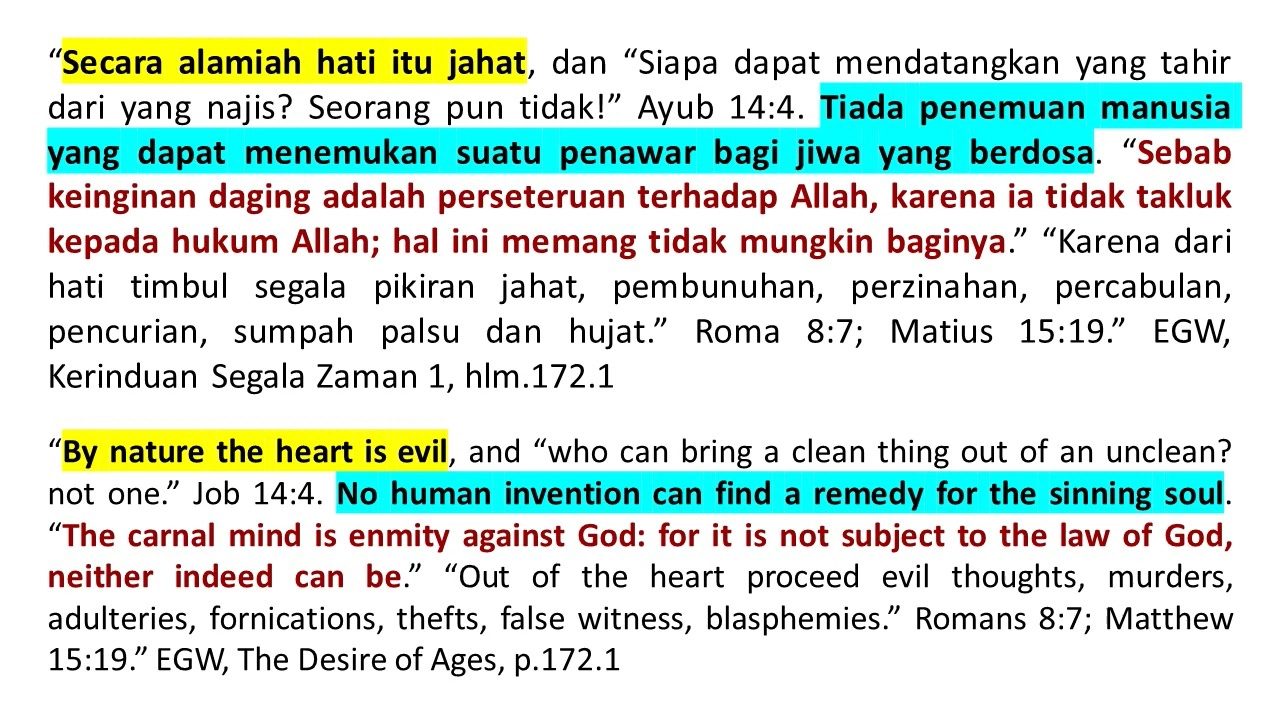 “Secara alamiah hati itu jahat, dan “Siapa dapat mendatangkan yang tahir
dari yang najis? Seorang pun tidak!” Ayub 14:4. Tiada penemuan manusia
yang dapat menemukan suatu penawar bagi jiwa yang berdosa. “Sebab
keinginan daging adalah perseteruan terhadap Allah, karena ia tidak takluk
kepada hukum Allah; hal ini memang tidak mungkin baginya.” “Karena dari
hati timbul segala pikiran jahat, pembunuhan, perzinahan, percabulan,
pencurian, sumpah palsu dan hujat.” Roma 8:7; Matius 15:19.” EGW,
Kerinduan Segala Zaman 1, hlm.172.1
“By nature the heart is evil, and “who can bring a clean thing out of an unclean?
not one.” Job 14:4. No human invention can find a remedy for the sinning soul.
“The carnal mind is enmity against God: for it is not subject to the law of God,
neither indeed can be.” “Out of the heart proceed evil thoughts, murders,
adulteries, fornications, thefts, false witness, blasphemies.” Romans 8:7; Matthew
15:19.” EGW, The Desire of Ages, p.172.1